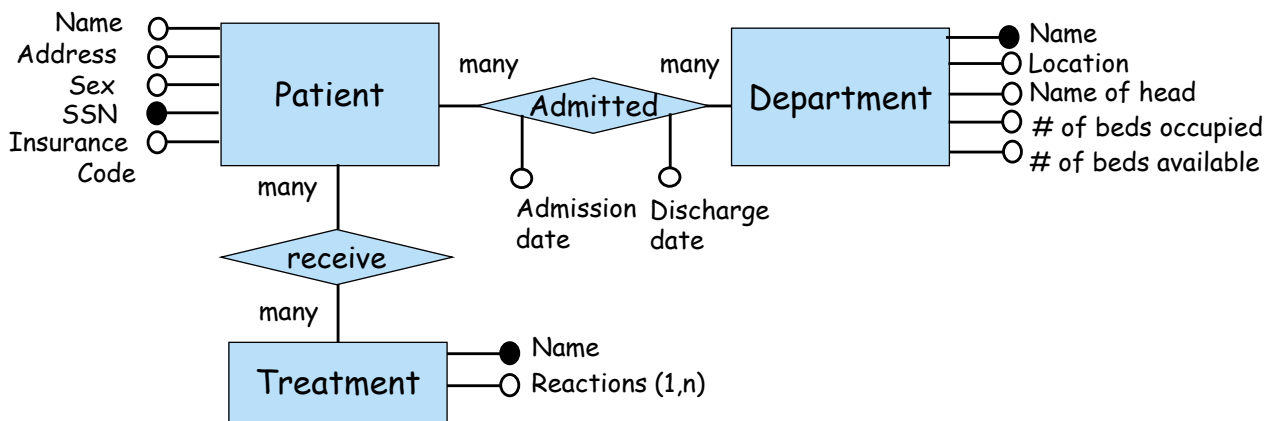 Name
Address
Sex
SSN
Insurance
Code
Patient
many
Admitted
many
Department
Name
Location
Name of head
# of beds occupied
# of beds available
Admission
date
Discharge
date
many
receive
many
Treatment
Name
Reactions (1,n)